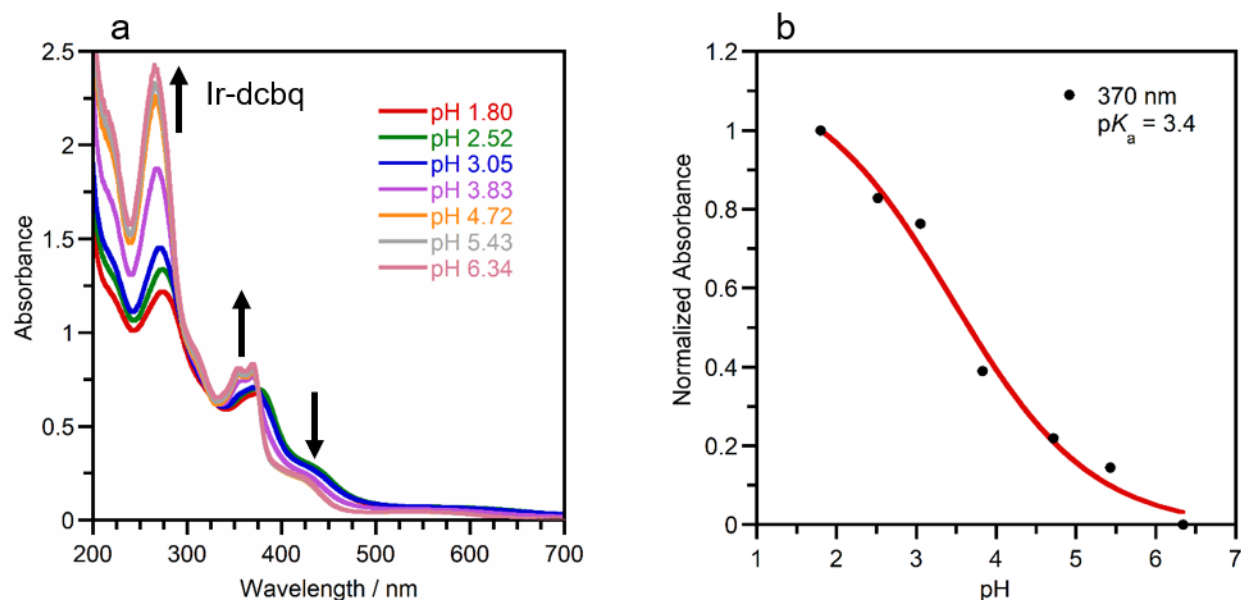 a
2.5
2
1.5
1
0.5
0
Absorbance
Ir-dcbq
pH 1.80
pH 2.52
pH 3.05
pH 3.83
pH 4.72
pH 5.43
pH 6.34
200
300
400
500
600
700
Wavelength / nm
b
1.2
1
0.8
0.6
0.4
0.2
0
Normalized Absorbance
370 nm
pKa = 3.4
1
2
3
4
5
6
7
pH